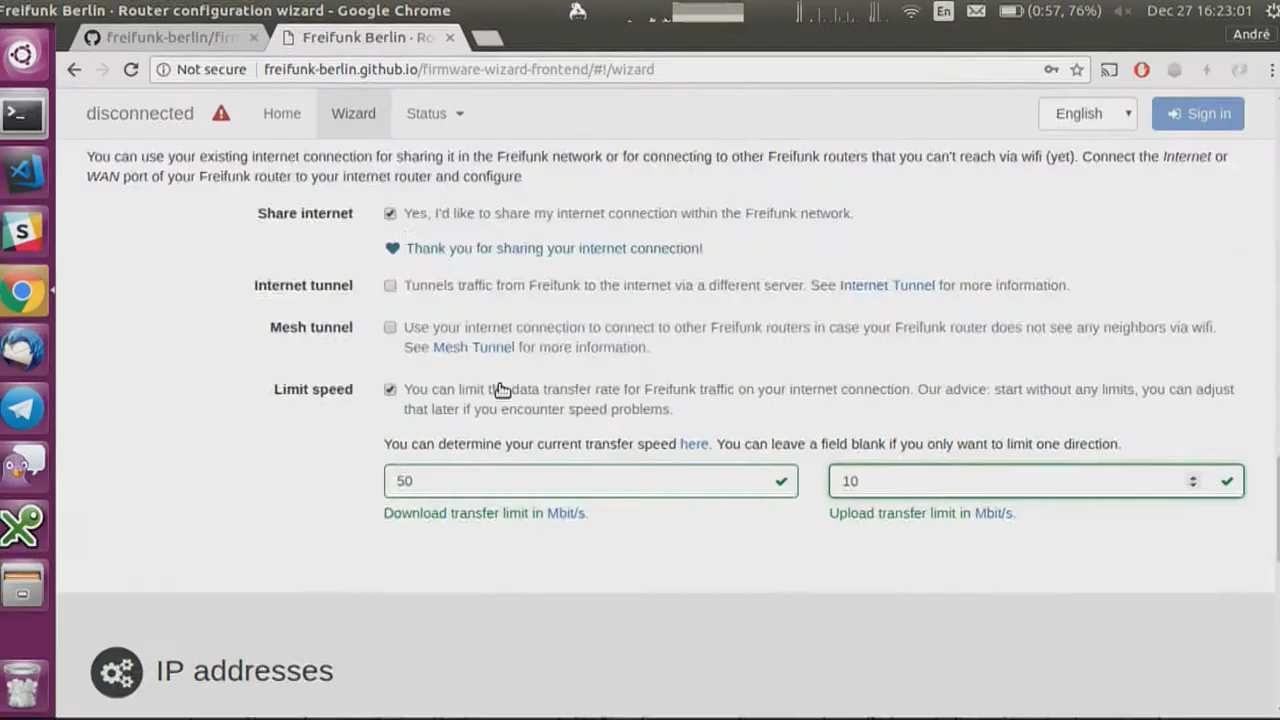 Freifunk Berlin · Router configuration wizard - Google Chrome
En
(0:57, 76%)
Dec 27 16:23:01
freifunk-berlin/firm
Freifunk Berlin · Ro
André
Not secure
freifunk-berlin.github.io/firmware-wizard-frontend/#!/wizard
disconnected
Home
Wizard
Status
English
Sign in
You can use your existing internet connection for sharing it in the Freifunk network or for connecting to other Freifunk routers that you can't reach via wifi (yet). Connect the Internet or
WAN port of your Freifunk router to your internet router and configure
Share internet
Yes, I'd like to share my internet connection within the Freifunk network.
Thank you for sharing your internet connection!
Internet tunnel
Tunnels traffic from Freifunk to the internet via a different server. See Internet Tunnel for more information.
Mesh tunnel
Use your internet connection to connect to other Freifunk routers in case your Freifunk router does not see any neighbors via wifi.
See Mesh Tunnel for more information.
Limit speed
You can limit the data transfer rate for Freifunk traffic on your internet connection. Our advice: start without any limits, you can adjust
that later if you encounter speed problems.
You can determine your current transfer speed here. You can leave a field blank if you only want to limit one direction.
50
10
Download transfer limit in Mbit/s.
Upload transfer limit in Mbit/s.
IP addresses